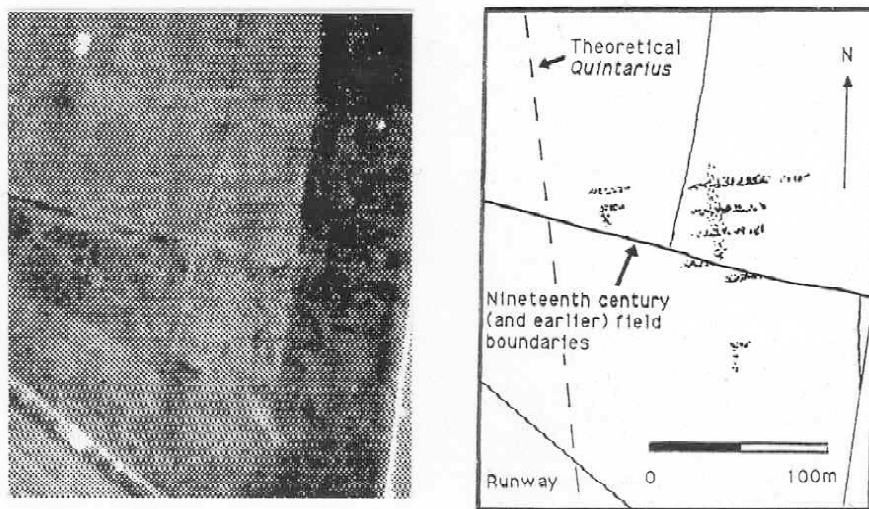 Theoretical
Quintarius
N
Nineteenth century
(and earlier) field
boundaries
Runway
0
100m